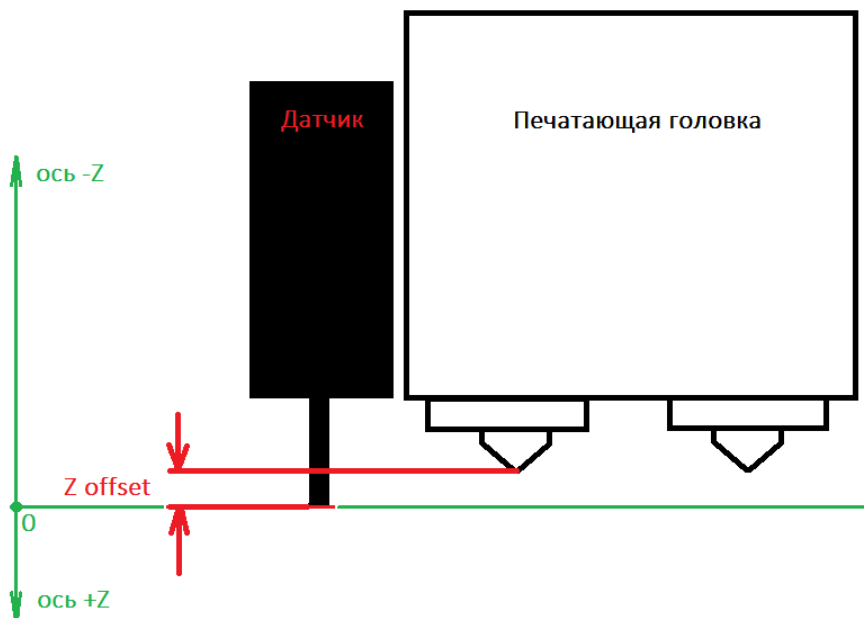 Датчик
Печатающая головка
ось -Z
Z offset
0
ось +Z